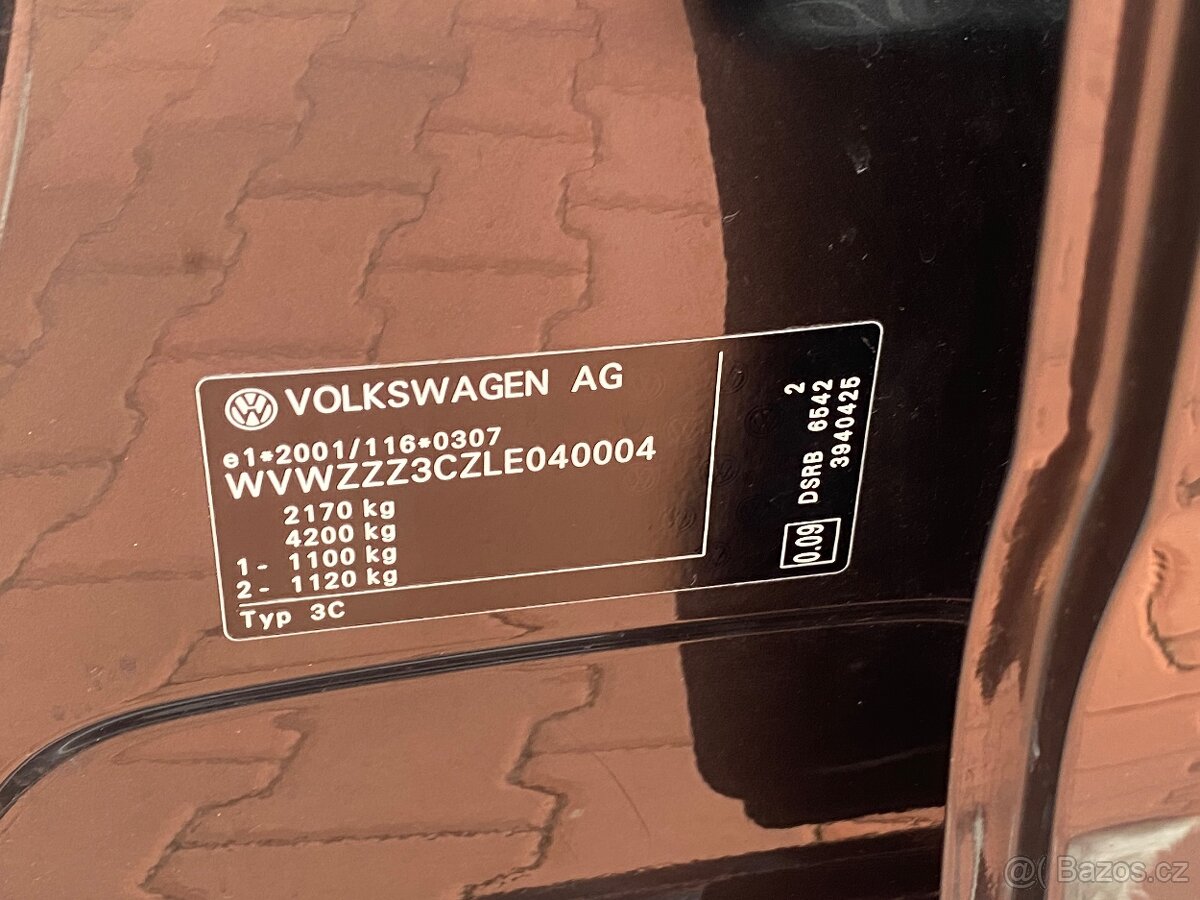 VOLKSWAGEN AG
e1*2001/116*0307
WVWZZZ3CZLE040004
2170 kg
4200 kg
1- 1100 kg
2- 1120 kg
Typ 3C
2
DSRB 6542
3940425
0.09
@( Bazos.cz